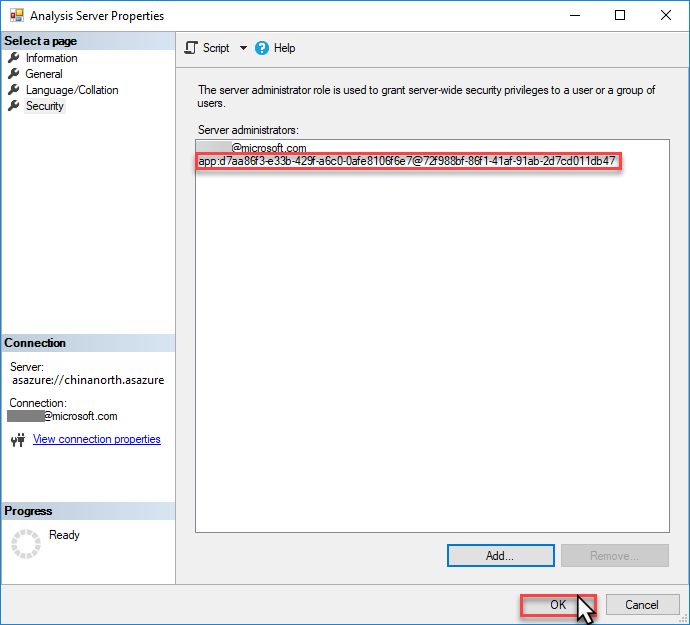 Analysis Server Properties
Select a page
Information
General
Language/Collation
Security
Script
Help
The server administrator role is used to grant server-wide security privileges to a user or a group of
users.
Server administrators:
@microsoft.com
app:d7aa86f3-e33b-429f-a6c0-0afe8106f6e7@72f988bf-86f1-41af-91ab-2d7cd011db47
Connection
Server:
asazure://chinanorth.asazure
Connection:
@microsoft.com
View connection properties
Progress
Ready
Add...
Remove...
OK
Cancel